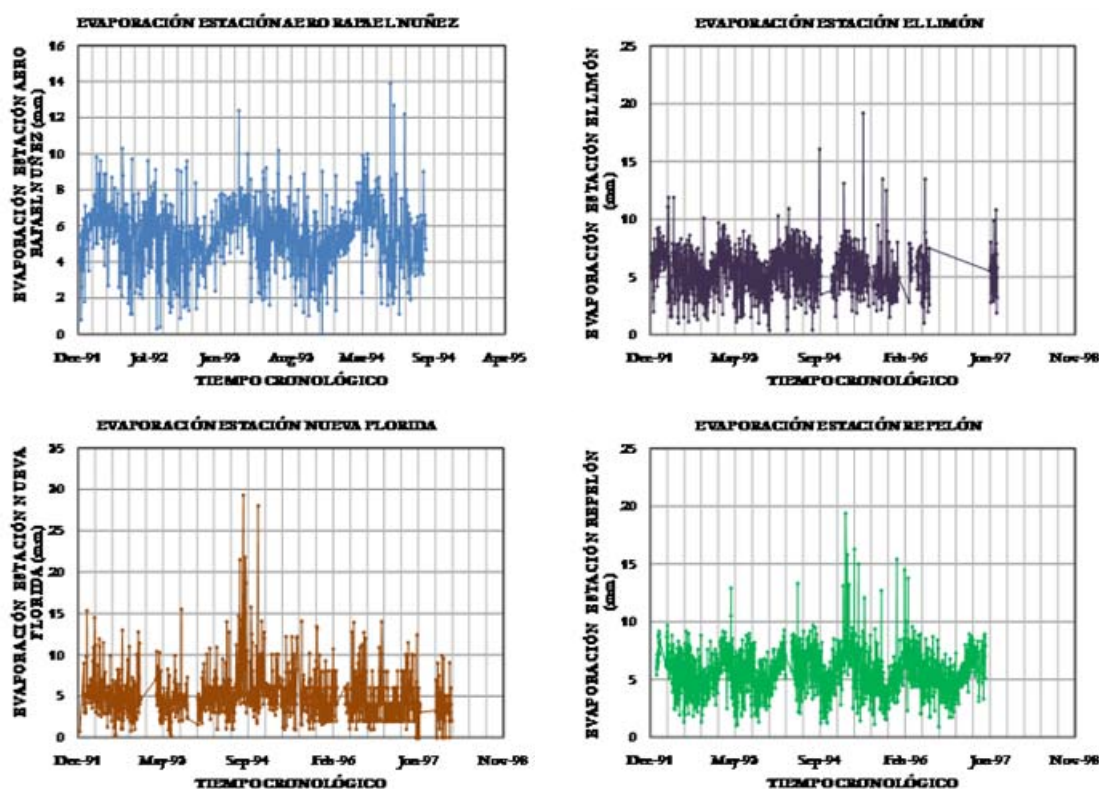 EVAPORACIÓN ESTACIÓN AERO RAFAEL NUÑEZ
EVAPORACIÓN ESTACIÓN AERO
RAFAEL NUÑEZ (mm)
16
14
12
10
8
6
4
2
0
Dec-91 Jul-92 Jan-93 Aug-93 Mar-94 Sep-94 Apr-95
TIEMPO CRONOLÓGICO
EVAPORACIÓN ESTACIÓN EL LIMÓN
EVAPORACIÓN ESTACIÓN EL LIMÓN
(mm)
25
20
15
10
5
0
Dec-91 May-93 Sep-94 Feb-96 Jun-97 Nov-98
TIEMPO CRONOLÓGICO
EVAPORACIÓN ESTACIÓN NUEVA FLORIDA
EVAPORACIÓN ESTACIÓN NUEVA
FLORIDA (mm)
35
30
25
20
15
10
5
0
Dec-91 May-93 Sep-94 Feb-96 Jun-97 Nov-98
TIEMPO CRONOLÓGICO
EVAPORACIÓN ESTACIÓN REPELÓN
EVAPORACIÓN ESTACIÓN REPELÓN
(mm)
25
20
15
10
5
0
Dec-91 May-93 Sep-94 Feb-96 Jun-97 Nov-98
TIEMPO CRONOLÓGICO